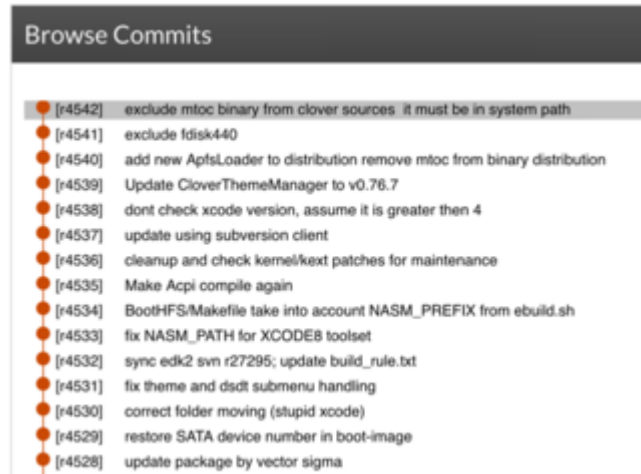 Browse Commits
[r4542] exclude mtoc binary from clover sources it must be in system path
[r4541] exclude fdisk440
[r4540] add new ApfsLoader to distribution remove mtoc from binary distribution
[r4539] Update CloverThemeManager to v0.76.7
[r4538] dont check xcode version, assume it is greater then 4
[r4537] update using subversion client
[r4536] cleanup and check kernel/kext patches for maintenance
[r4535] Make Acpi compile again
[r4534] BootHFS/Makefile take into account NASM_PREFIX from ebuild.sh
[r4533] fix NASM_PATH for XCODE8 toolset
[r4532] sync edk2 svn r27295; update build_rule.txt
[r4531] fix theme and dsdt submenu handling
[r4530] correct folder moving (stupid xcode)
[r4529] restore SATA device number in boot-image
[r4528] update package by vector sigma